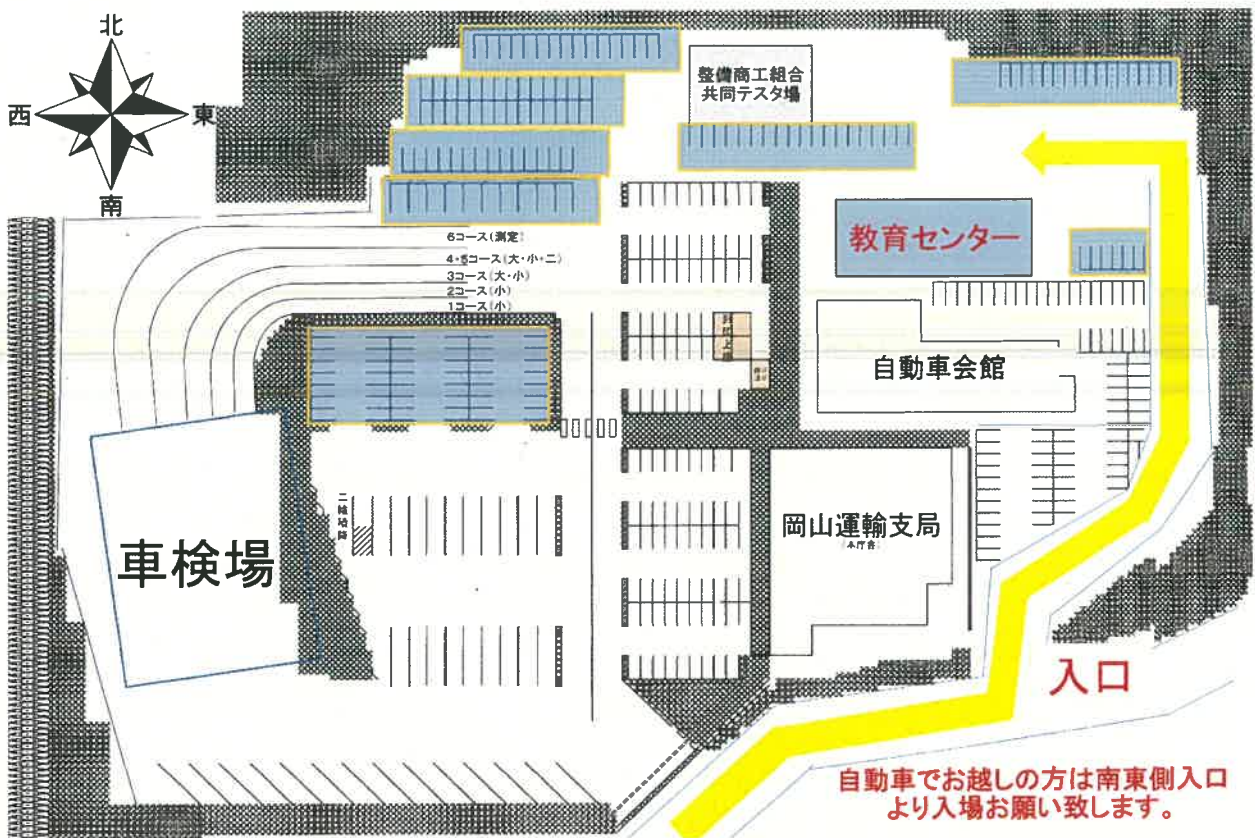 北
西
東
南
整備商工組合
共同テスタ場
教育センター
6コース(測定)
4・5コース(大・小・二)
3コース(大・小)
2コース(小)
1コース(小)
自動車会館
岡山運輸支局
(本庁舎)
車検場
入口
自動車でお越しの方は南東側入口
より入場お願い致します。